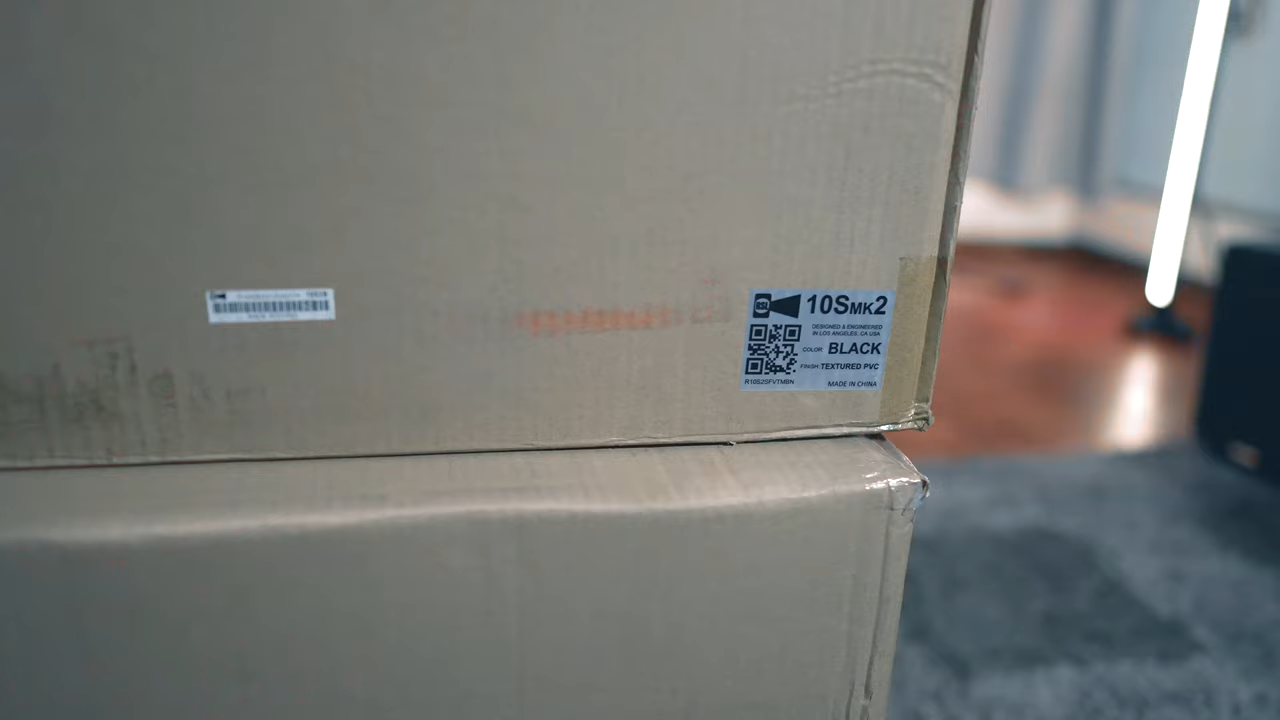 RSL 10SMK2
DESIGNED & ENGINEERED
IN LOS ANGELES, CA USA
COLOR: BLACK
FINISH: TEXTURED PVC
R10S2SFVTMBN
MADE IN CHINA